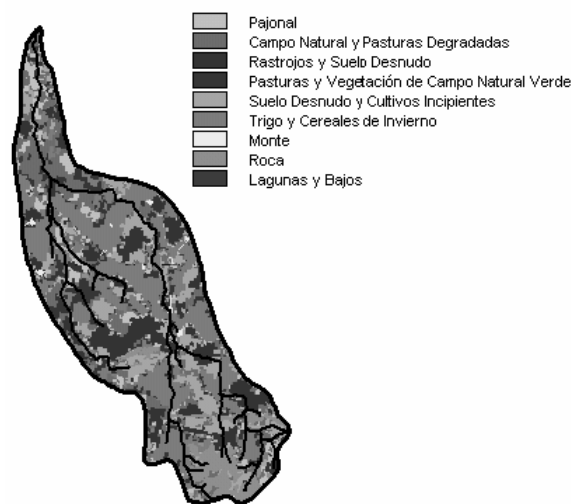 Pajonal
Campo Natural y Pasturas Degradadas
Rastrojos y Suelo Desnudo
Pasturas y Vegetación de Campo Natural Verde
Suelo Desnudo y Cultivos Incipientes
Trigo y Cereales de Invierno
Monte
Roca
Lagunas y Bajos